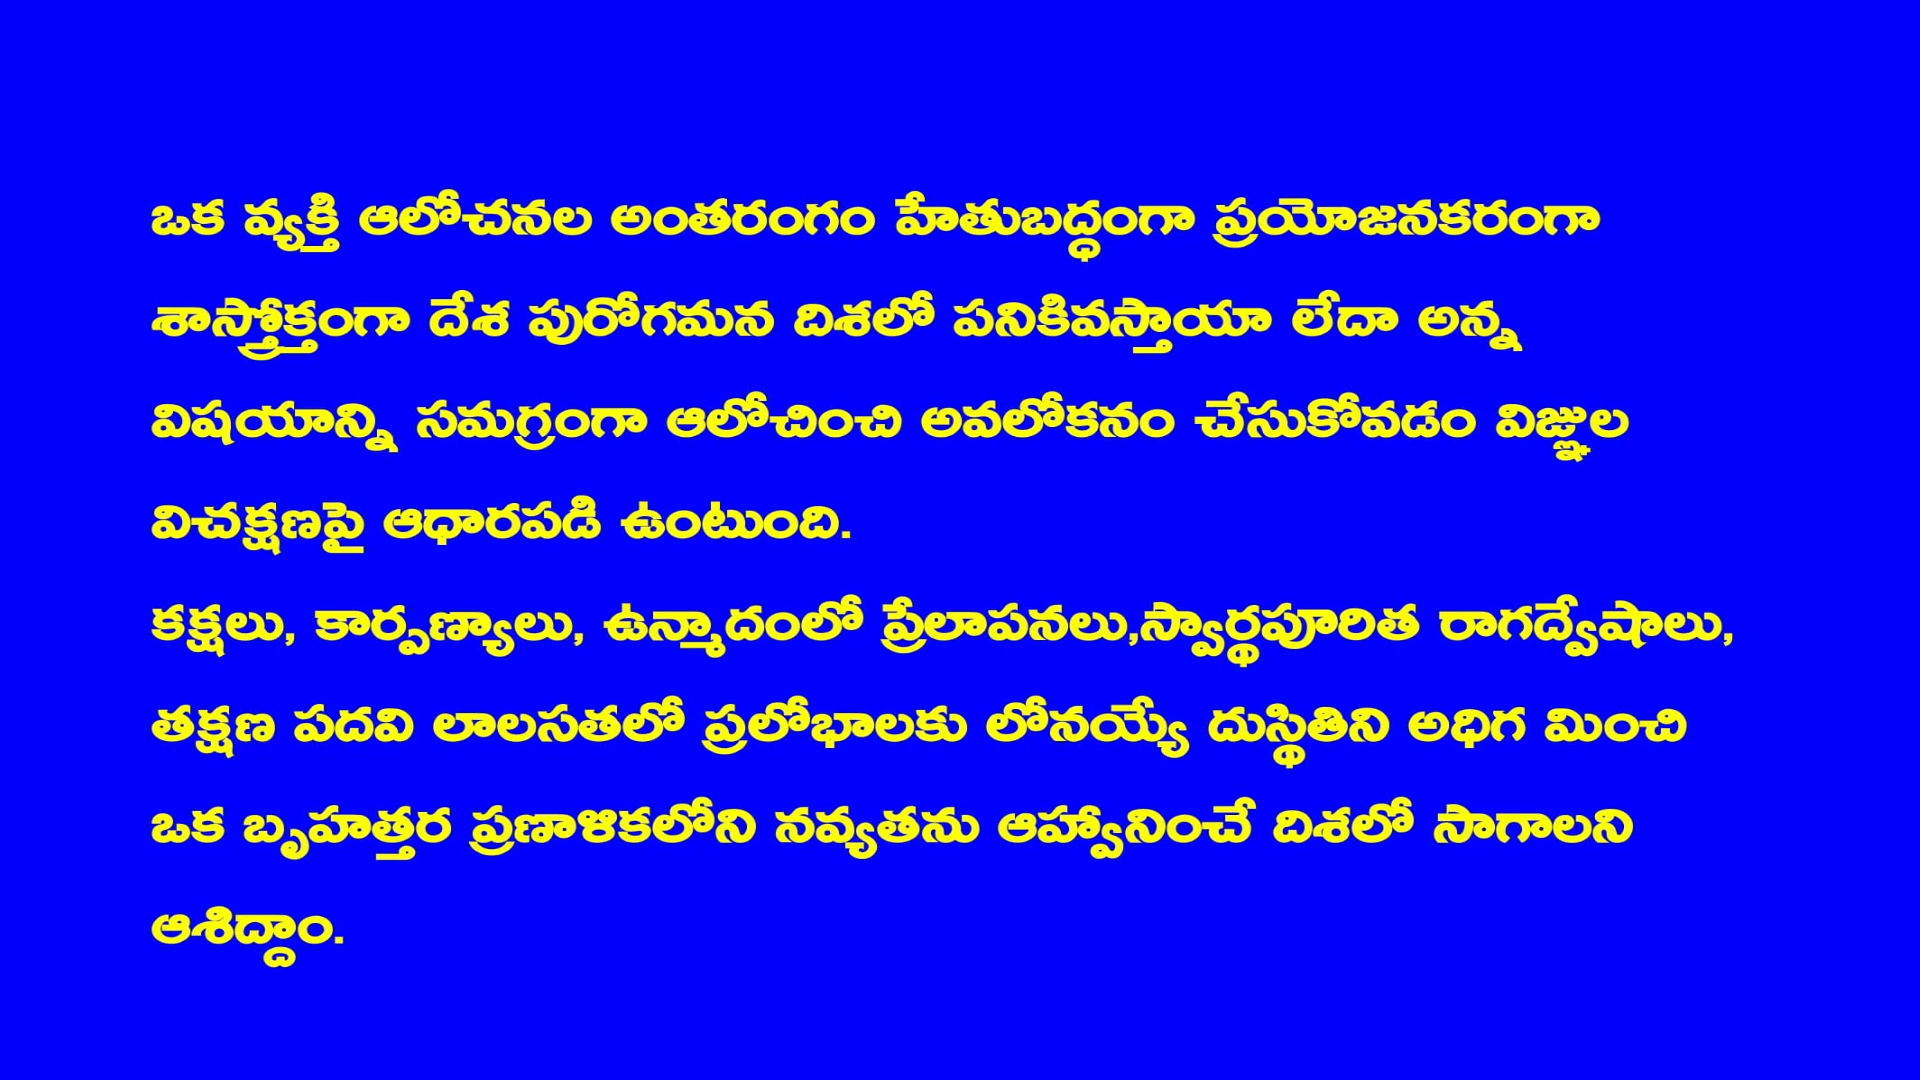 ఒక వ్యక్తి ఆలోచనల అంతరంగం హేతుబద్ధంగా ప్రయోజనకరంగా
శాస్త్రోక్తంగా దేశ పురోగమన దిశలో పనికివస్తాయా లేదా అన్న
విషయాన్ని సమగ్రంగా ఆలోచించి అవలోకనం చేసుకోవడం విజ్ఞుల
విచక్షణపై ఆధారపడి ఉంటుంది.
కక్షలు, కార్పణ్యాలు, ఉన్మాదంలో ప్రేలాపనలు,స్వార్థపూరిత రాగద్వేషాలు,
తక్షణ పదవి లాలసతలో ప్రలోభాలకు లోనయ్యే దుస్థితిని అధిగ మించి
ఒక బృహత్తర ప్రణాళికలోని నవ్యతను ఆహ్వానించే దిశలో సాగాలని
ఆశిద్దాం.